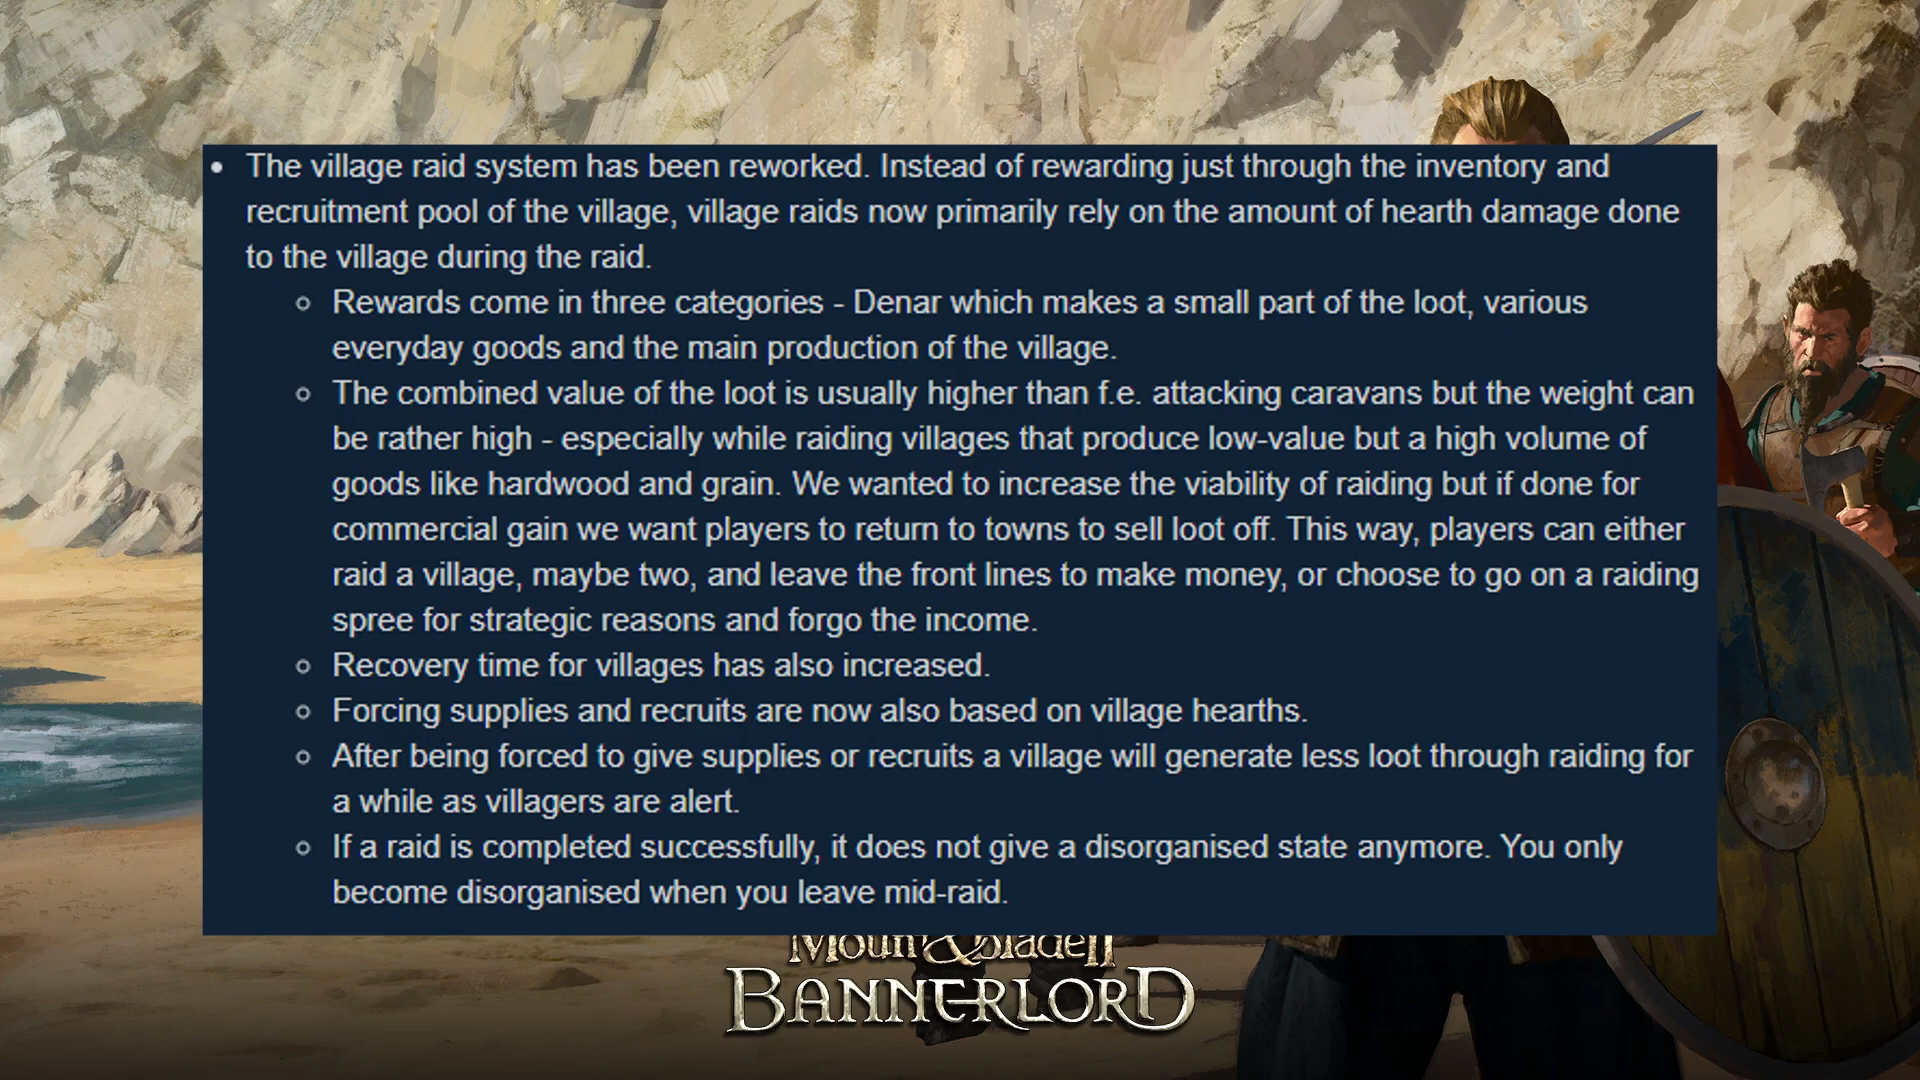 The village raid system has been reworked. Instead of rewarding just through the inventory and
recruitment pool of the village, village raids now primarily rely on the amount of hearth damage done
to the village during the raid.
Rewards come in three categories - Denar which makes a small part of the loot, various
everyday goods and the main production of the village.
The combined value of the loot is usually higher than f.e. attacking caravans but the weight can
be rather high - especially while raiding villages that produce low-value but a high volume of
goods like hardwood and grain. We wanted to increase the viability of raiding but if done for
commercial gain we want players to return to towns to sell loot off. This way, players can either
raid a village, maybe two, and leave the front lines to make money, or choose to go on a raiding
spree for strategic reasons and forgo the income.
Recovery time for villages has also increased.
Forcing supplies and recruits are now also based on village hearths.
After being forced to give supplies or recruits a village will generate less loot through raiding for
a while as villagers are alert.
If a raid is completed successfully, it does not give a disorganised state anymore. You only
become disorganised when you leave mid-raid.
Mount & Blade II
BANNERLORD